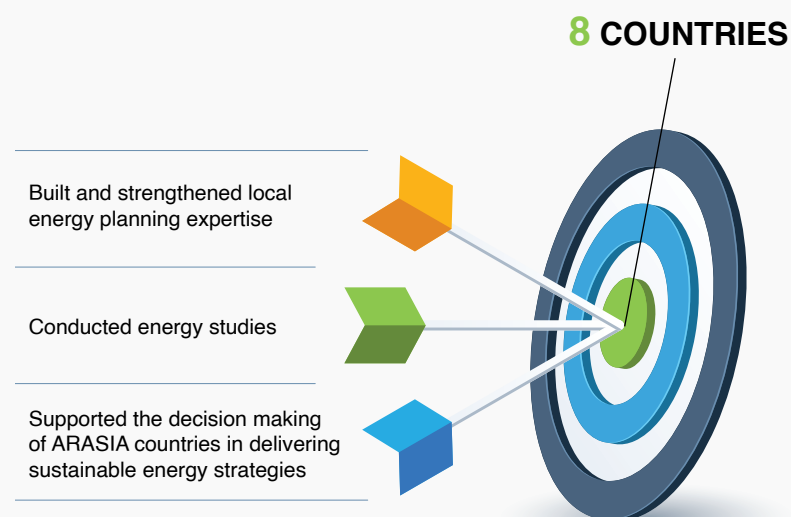 8 COUNTRIES
Built and strengthened local
energy planning expertise
Conducted energy studies
Supported the decision making
of ARASIA countries in delivering
sustainable energy strategies